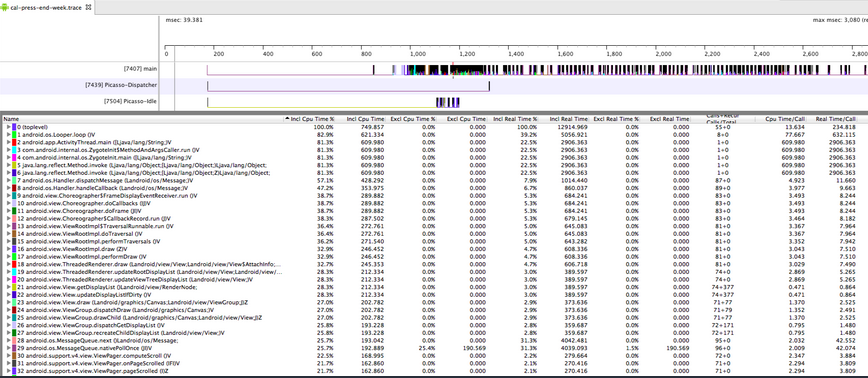 cal-press-end-week.trace
msec: 39.381 max msec: 3,080 (re
0 200 400 600 800 1,000 1,200 1,400 1,600 1,800 2,000 2,200 2,400 2,600 2,800
[7407] main
[7439] Picasso-Dispatcher
[7504] Picasso-Idle
Name Incl Cpu Time % Incl Cpu Time Excl Cpu Time % Excl Cpu Time Incl Real Time % Incl Real Time Excl Real Time % Excl Real Time Calls+Recur Calls/Total Cpu Time/Call Real Time/Call
0 (toplevel) 100.0% 749.857 0.0% 0.000 100.0% 12914.969 0.0% 0.000 55+0 13.634 234.818
1 android.os.Looper.loop ()V 82.9% 621.334 0.0% 0.000 39.2% 5056.921 0.0% 0.000 8+0 77.667 632.115
2 android.app.ActivityThread.main ([Ljava/lang/String;)V 81.3% 609.980 0.0% 0.000 22.5% 2906.363 0.0% 0.000 1+0 609.980 2906.363
3 com.android.internal.os.ZygoteInit$MethodAndArgsCaller.run ()V 81.3% 609.980 0.0% 0.000 22.5% 2906.363 0.0% 0.000 1+0 609.980 2906.363
4 com.android.internal.os.ZygoteInit.main ([Ljava/lang/String;)V 81.3% 609.980 0.0% 0.000 22.5% 2906.363 0.0% 0.000 1+0 609.980 2906.363
5 java.lang.reflect.Method.invoke (Ljava/lang/Object;[Ljava/lang/Object;)Ljava/lang/Object; 81.3% 609.980 0.0% 0.000 22.5% 2906.363 0.0% 0.000 1+0 609.980 2906.363
6 java.lang.reflect.Method.invoke (Ljava/lang/Object;[Ljava/lang/Object;Z)Ljava/lang/Object; 81.3% 609.980 0.0% 0.000 22.5% 2906.363 0.0% 0.000 1+0 609.980 2906.363
7 android.os.Handler.dispatchMessage (Landroid/os/Message;)V 57.1% 428.292 0.0% 0.000 7.9% 1014.440 0.0% 0.000 87+0 4.923 11.660
8 android.os.Handler.handleCallback (Landroid/os/Message;)V 47.2% 353.975 0.0% 0.000 6.7% 860.037 0.0% 0.000 89+0 3.977 9.663
9 android.view.Choreographer$FrameDisplayEventReceiver.run ()V 38.7% 289.882 0.0% 0.000 5.3% 684.241 0.0% 0.000 83+0 3.493 8.244
10 android.view.Choreographer.doCallbacks (IJ)V 38.7% 289.882 0.0% 0.000 5.3% 684.241 0.0% 0.000 83+0 3.493 8.244
11 android.view.Choreographer.doFrame (JI)V 38.7% 289.882 0.0% 0.000 5.3% 684.241 0.0% 0.000 83+0 3.493 8.244
12 android.view.Choreographer$CallbackRecord.run (J)V 38.3% 287.502 0.0% 0.000 5.3% 679.145 0.0% 0.000 83+0 3.464 8.182
13 android.view.ViewRootImpl$TraversalRunnable.run ()V 36.4% 272.761 0.0% 0.000 5.0% 645.087 0.0% 0.000 81+0 3.367 7.964
14 android.view.ViewRootImpl.doTraversal ()V 36.4% 272.761 0.0% 0.000 5.0% 645.087 0.0% 0.000 81+0 3.367 7.964
15 android.view.ViewRootImpl.performTraversals ()V 36.2% 271.540 0.0% 0.000 5.0% 643.282 0.0% 0.000 81+0 3.352 7.942
16 android.view.ViewRootImpl.draw (Z)V 32.9% 246.452 0.0% 0.000 4.7% 608.336 0.0% 0.000 81+0 3.043 7.510
17 android.view.ViewRootImpl.performDraw ()V 32.9% 246.452 0.0% 0.000 4.7% 608.336 0.0% 0.000 81+0 3.043 7.510
18 android.view.ThreadedRenderer.draw (Landroid/view/View;Landroid/view/View$AttachInfo;... 32.7% 245.353 0.0% 0.000 4.7% 606.718 0.0% 0.000 81+0 3.029 7.490
19 android.view.ThreadedRenderer.updateRootDisplayList (Landroid/view/View;Landroid/view/... 28.3% 212.334 0.0% 0.000 3.0% 389.597 0.0% 0.000 74+0 2.869 5.265
20 android.view.ThreadedRenderer.updateViewTreeDisplayList (Landroid/view/View;)V 28.3% 212.334 0.0% 0.000 3.0% 389.597 0.0% 0.000 74+0 2.869 5.265
21 android.view.View.getDisplayList ()Landroid/view/RenderNode; 28.3% 212.334 0.0% 0.000 3.0% 389.597 0.0% 0.000 74+377 0.471 0.864
22 android.view.View.updateDisplayListIfDirty ()V 28.3% 212.334 0.0% 0.000 3.0% 389.597 0.0% 0.000 74+377 0.471 0.864
23 android.view.View.draw (Landroid/graphics/Canvas;Landroid/view/ViewGroup;J)Z 27.0% 202.782 0.0% 0.000 2.9% 373.636 0.0% 0.000 71+77 1.370 2.525
24 android.view.ViewGroup.dispatchDraw (Landroid/graphics/Canvas;)V 27.0% 202.782 0.0% 0.000 2.9% 373.636 0.0% 0.000 71+79 1.352 2.491
25 android.view.ViewGroup.drawChild (Landroid/graphics/Canvas;Landroid/view/View;J)Z 27.0% 202.782 0.0% 0.000 2.9% 373.636 0.0% 0.000 71+77 1.370 2.525
26 android.view.ViewGroup.dispatchGetDisplayList ()V 25.8% 193.228 0.0% 0.000 2.8% 359.687 0.0% 0.000 72+171 0.795 1.480
27 android.view.ViewGroup.recreateChildDisplayList (Landroid/view/View;)V 25.8% 193.228 0.0% 0.000 2.8% 359.687 0.0% 0.000 72+171 0.795 1.480
28 android.os.MessageQueue.next ()Landroid/os/Message; 25.7% 193.042 0.0% 0.000 31.3% 4042.481 0.0% 0.000 95+0 2.032 42.552
29 android.os.MessageQueue.nativePollOnce (JI)V 25.7% 192.889 25.4% 190.569 31.3% 4039.093 1.5% 190.569 96+0 2.009 42.074
30 android.support.v4.view.ViewPager.computeScroll ()V 22.5% 168.995 0.0% 0.000 2.2% 279.664 0.0% 0.000 72+0 2.347 3.884
31 android.support.v4.view.ViewPager.onPageScrolled (IFI)V 21.7% 162.860 0.0% 0.000 2.1% 270.416 0.0% 0.000 71+0 2.294 3.809
32 android.support.v4.view.ViewPager.pageScrolled (I)Z 21.7% 162.860 0.0% 0.000 2.1% 270.416 0.0% 0.000 71+0 2.294 3.809